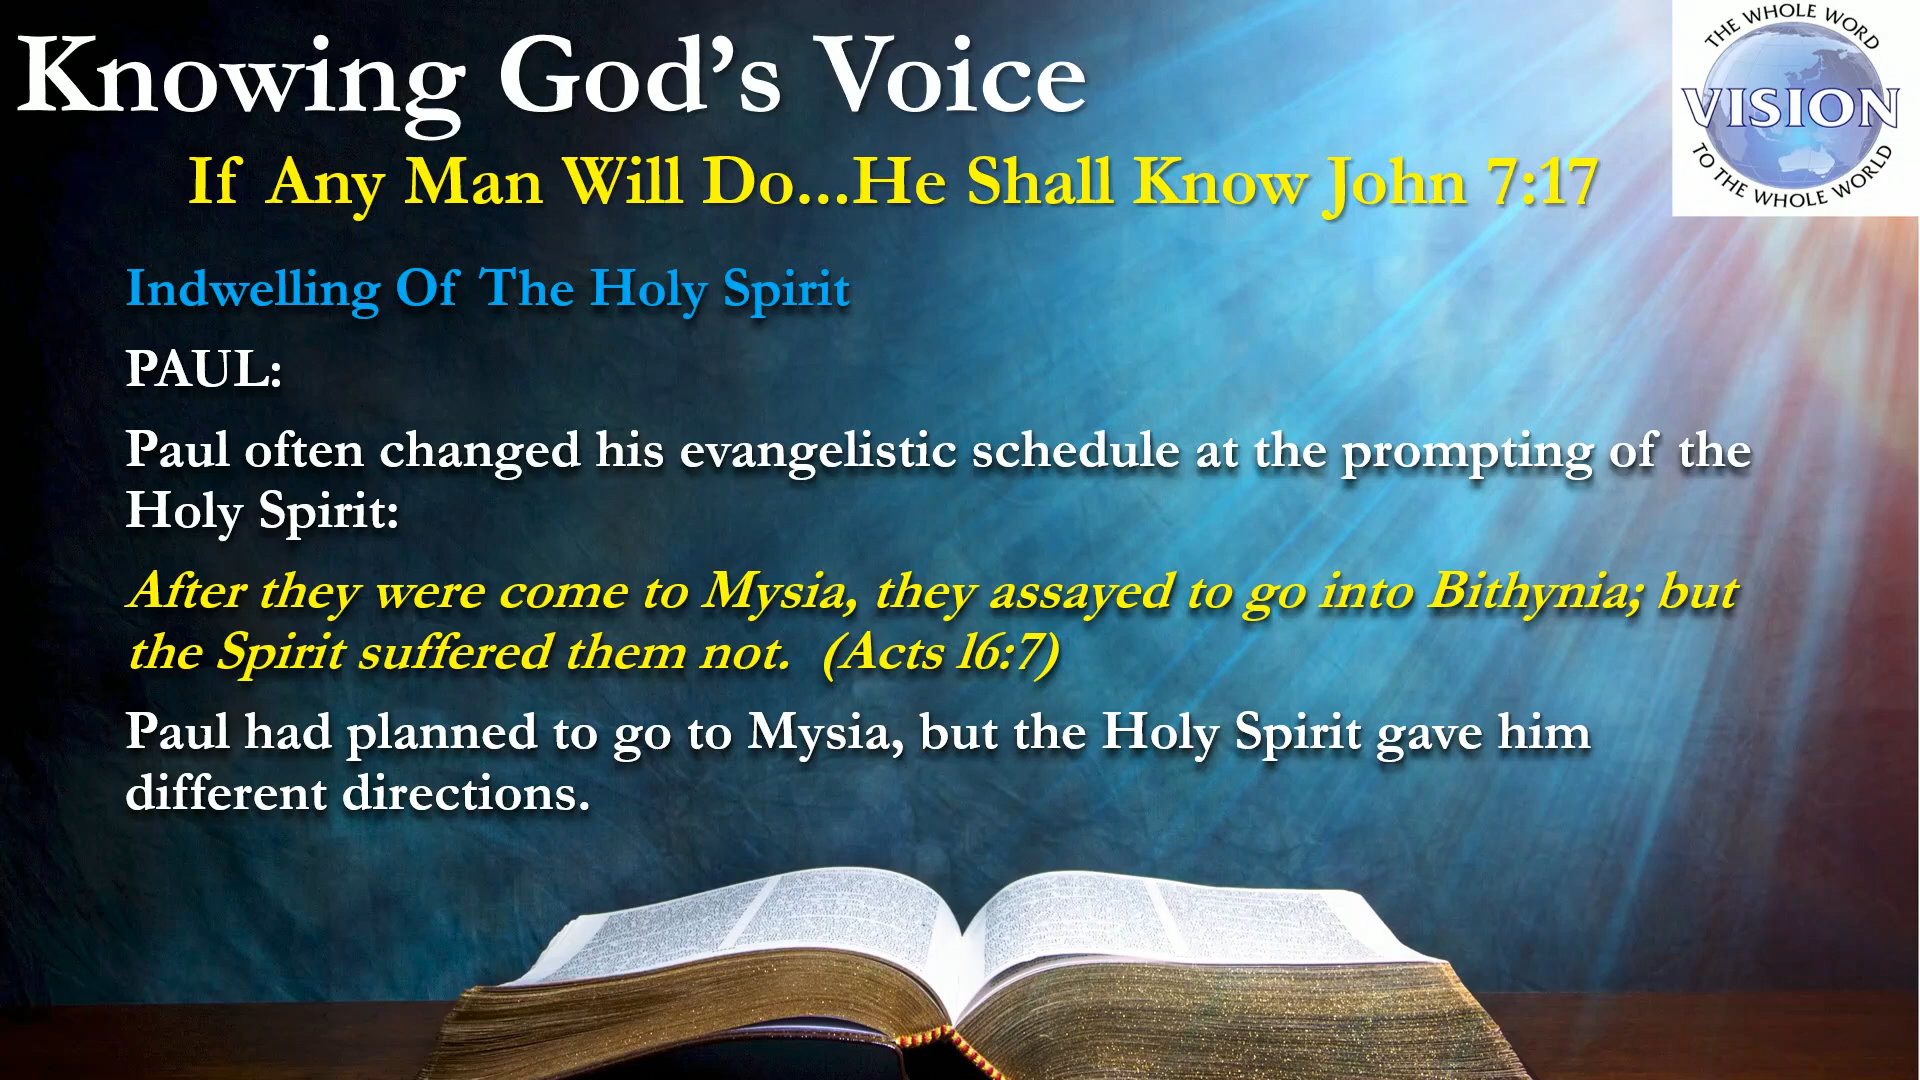 Knowing God’s Voice
THE WHOLE WORD
VISION
TO THE WHOLE WORLD
If Any Man Will Do...He Shall Know John 7:17
Indwelling Of The Holy Spirit
PAUL:
Paul often changed his evangelistic schedule at the prompting of the
Holy Spirit:
After they were come to Mysia, they assayed to go into Bithynia; but
the Spirit suffered them not.  (Acts l6:7)
Paul had planned to go to Mysia, but the Holy Spirit gave him
different directions.